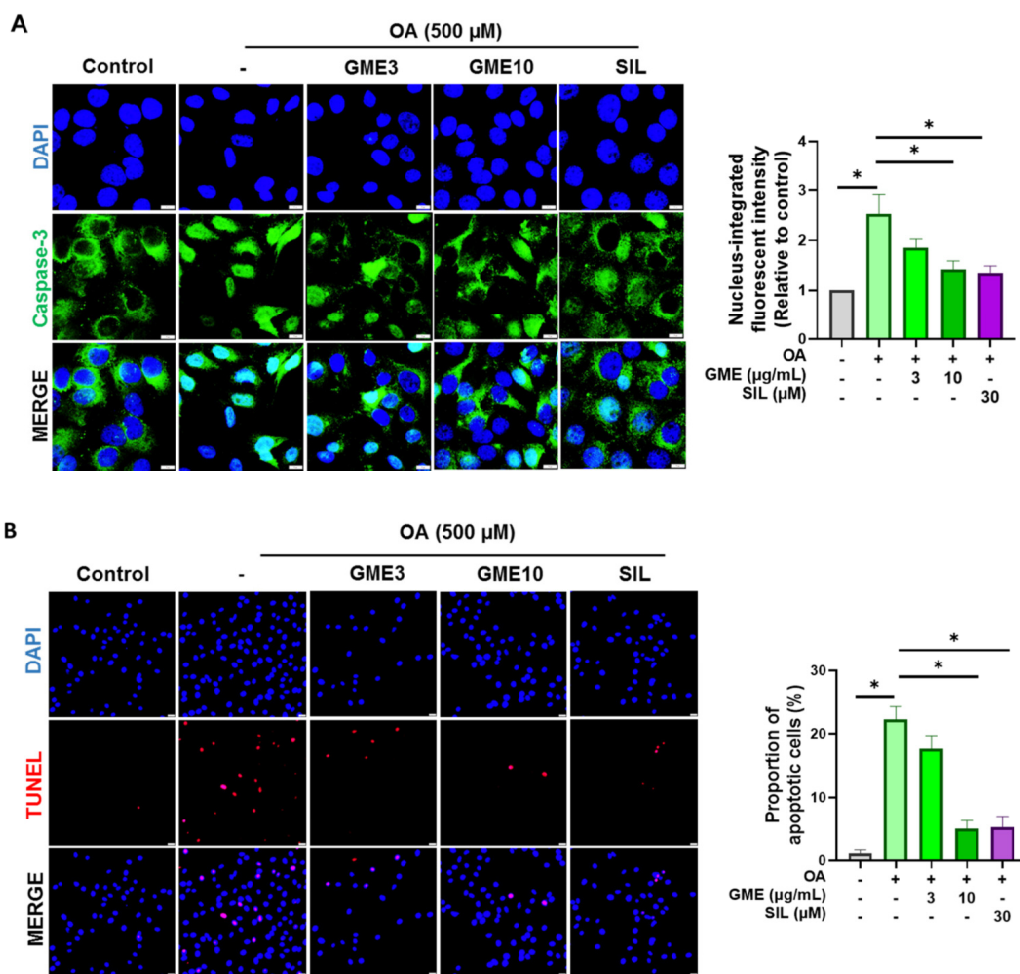 A
OA (500 µM)
Control - GME3 GME10 SIL
DAPI
Caspase-3
MERGE
Nucleus-integrated
fluorescent intensity
(Relative to control)
4
3
2
1
0
* * *
OA - + + + +
GME (µg/mL) - - 3 10 -
SIL (µM) - - - - 30
B
OA (500 µM)
Control - GME3 GME10 SIL
DAPI
TUNEL
MERGE
Proportion of
apoptotic cells (%)
30
20
10
0
* * *
OA - + + + +
GME (µg/mL) - - 3 10 -
SIL (µM) - - - - 30